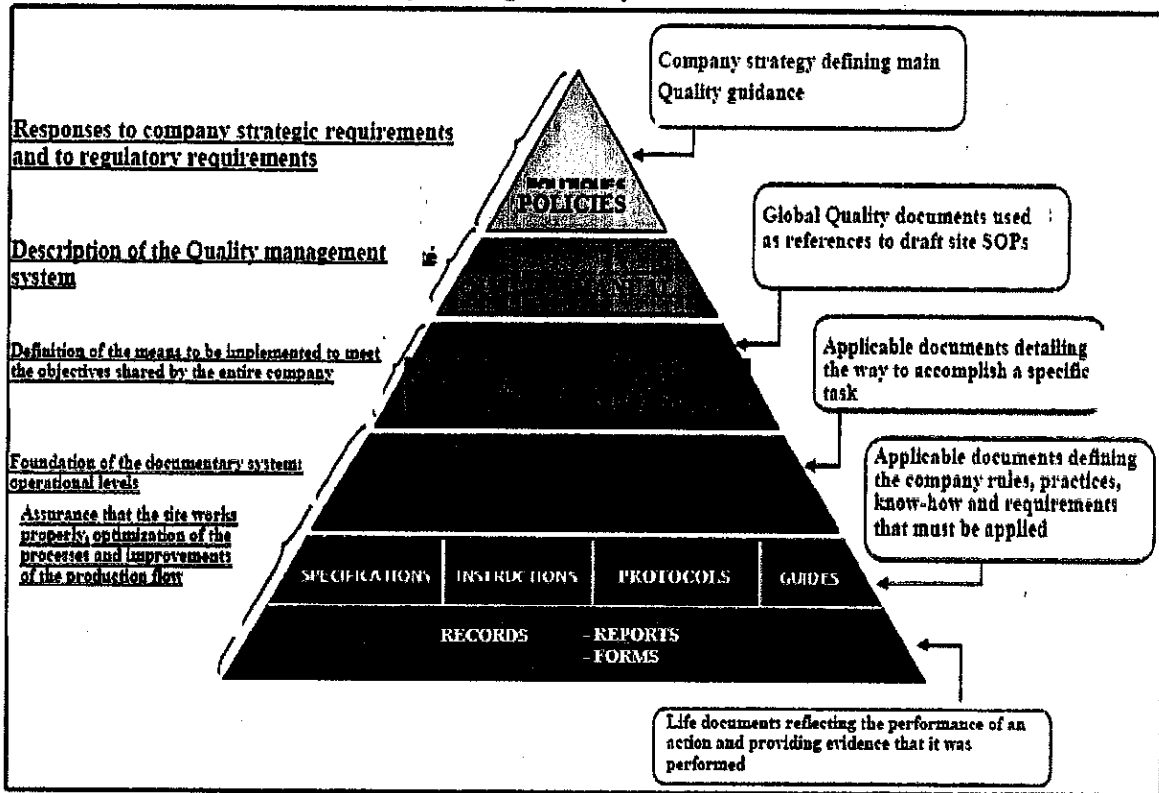 Company strategy defining main
Quality guidance
Responses to company strategic requirements
and to regulatory requirements
POLICIES
Global Quality documents used
as references to draft site SOPs
Description of the Quality management
system
té
Applicable documents detailing
the way to accomplish a specific
task
Definition of the means to be implemented to meet
the objectives shared by the entire company
Applicable documents defining
the company rules, practices,
know-how and requirements
that must be applied
Foundation of the documentary system:
operational levels
Assurance that the site works
properly, optimization of the
processes and improvements
of the production flow
SPECIFICATIONS INSTRUCTIONS PROTOCOLS GUIDES
RECORDS - REPORTS
- FORMS
Life documents reflecting the performance of an
action and providing evidence that it was
performed